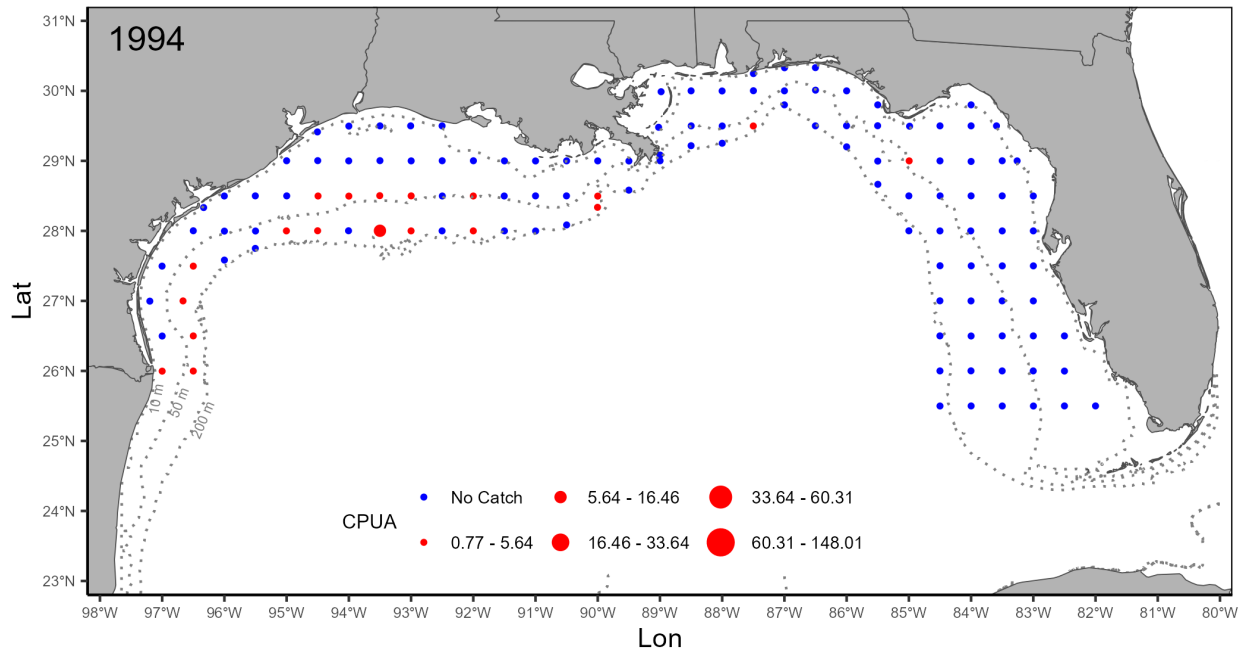 1994
31°N
30°N
29°N
28°N
27°N
26°N
25°N
24°N
23°N
Lat
10 m
50 m
200 m
CPUA
No Catch
5.64 - 16.46
33.64 - 60.31
0.77 - 5.64
16.46 - 33.64
60.31 - 148.01
98°W 97°W 96°W 95°W 94°W 93°W 92°W 91°W 90°W 89°W 88°W 87°W 86°W 85°W 84°W 83°W 82°W 81°W 80°W
Lon